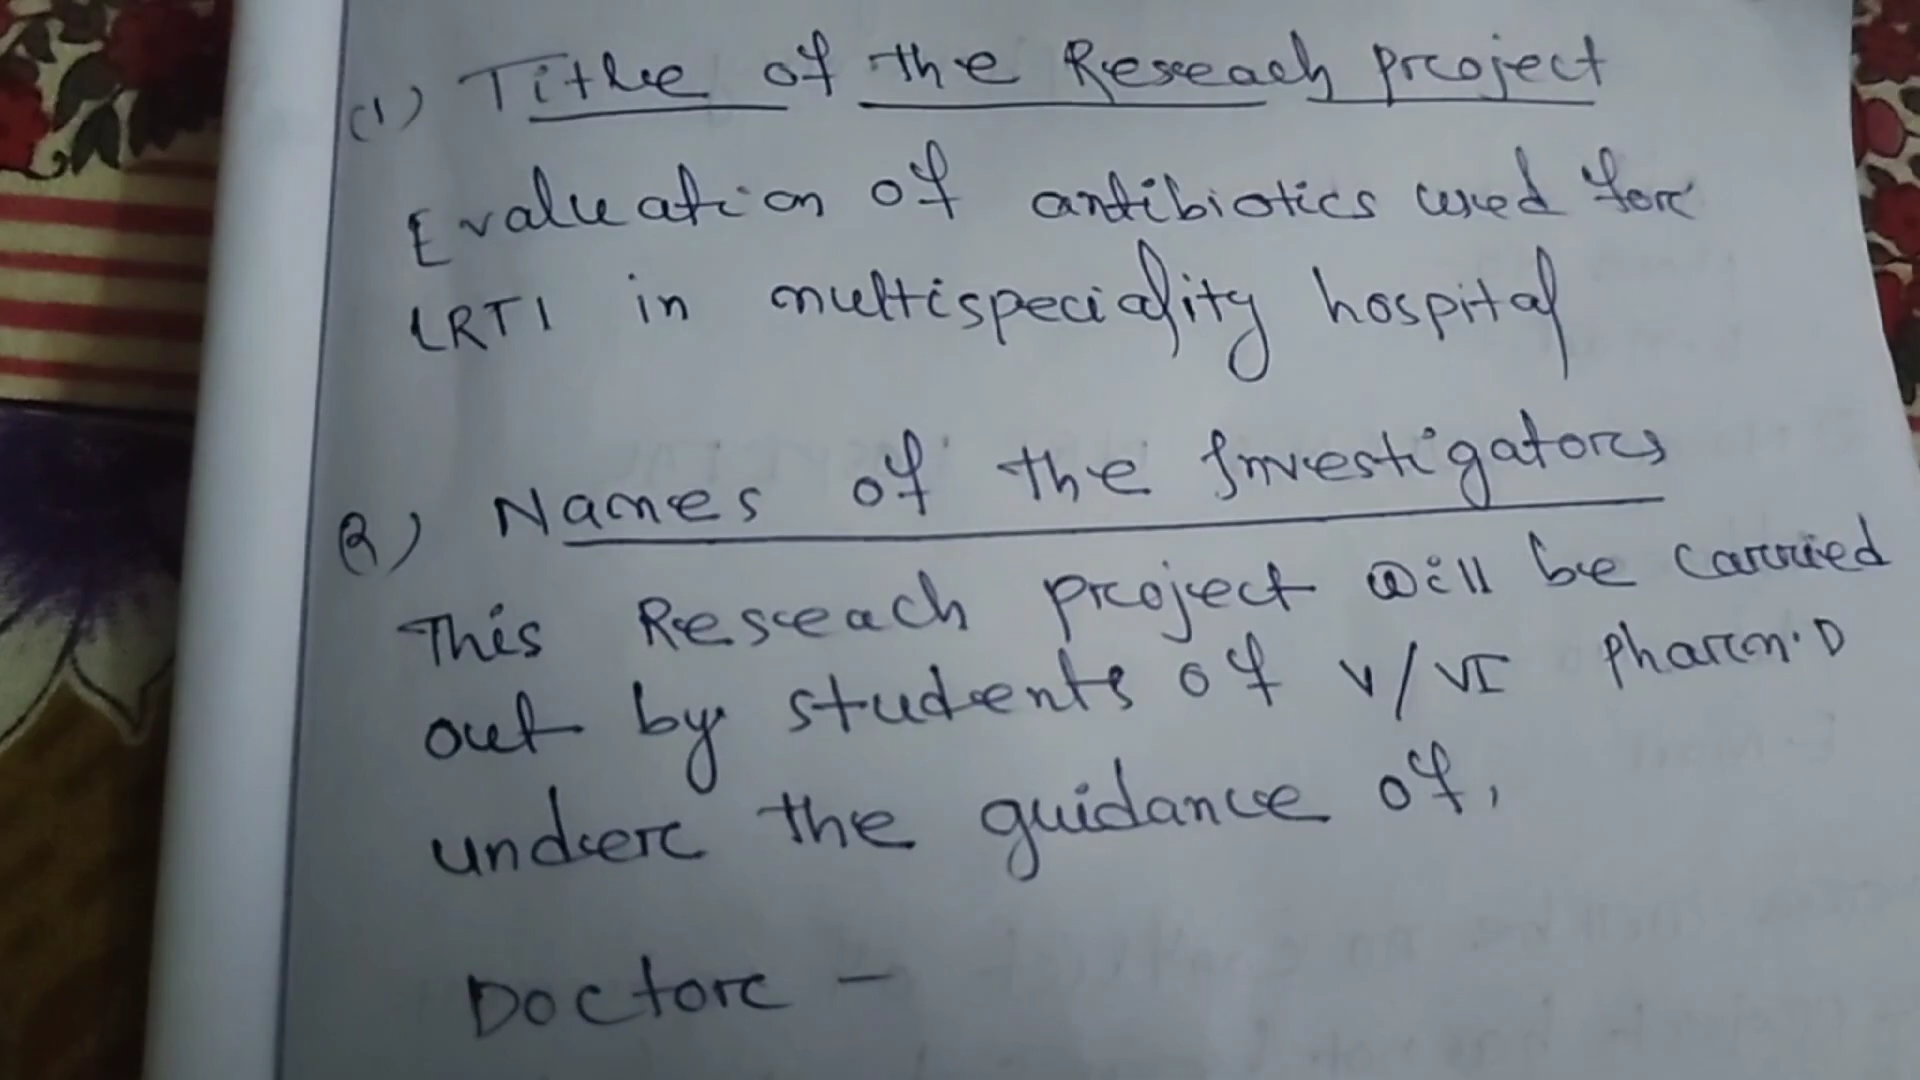 (1) Title of the Reseach project
Evaluation of antibiotics used for
LRTI in multispeciality hospital
2) Names of the Investigators
This Reseach project will be carried
out by students of V/VI Pharm.D
under the guidance of,
Doctor -